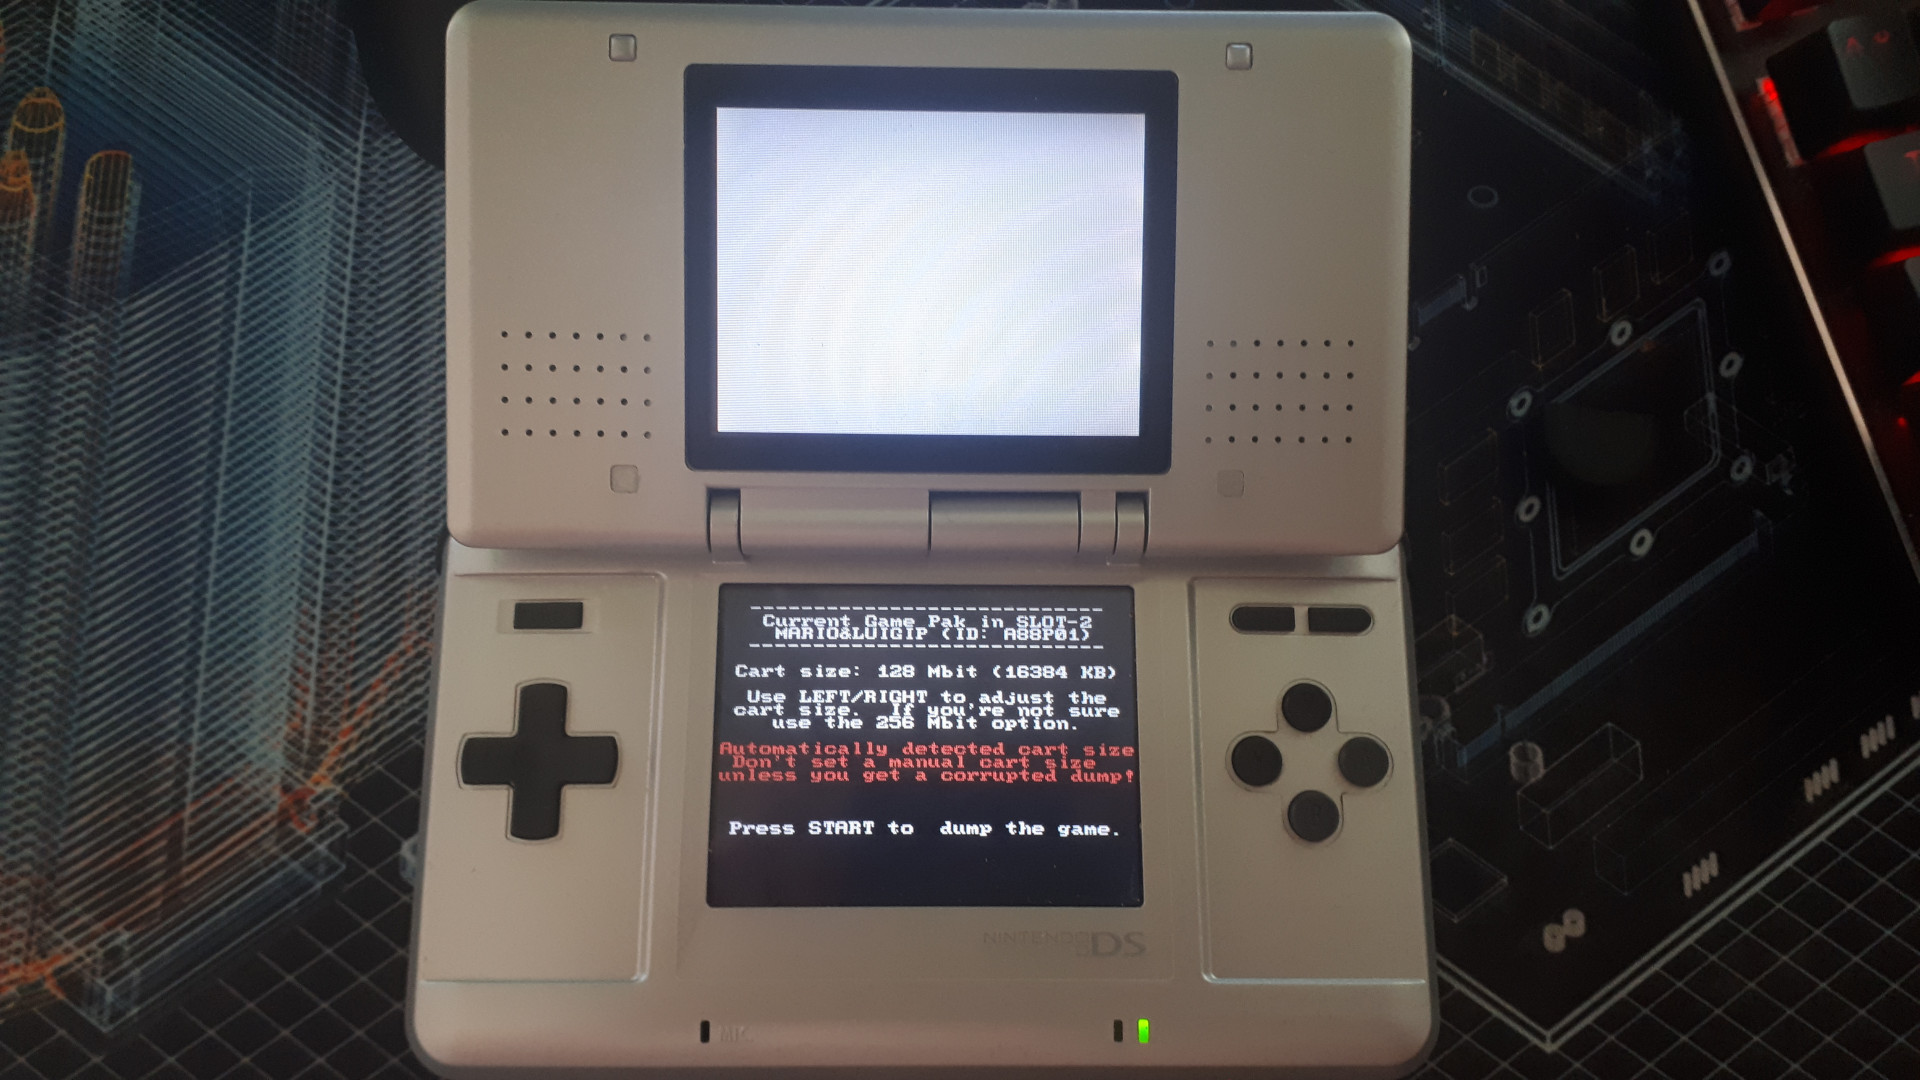 Current Game Pak in SLOT-2
MARIO&LUIGIP (ID: A88P01)
Cart size: 128 Mbit (16384 KB)
Use LEFT/RIGHT to adjust the
cart size. If you're not sure
use the 256 Mbit option.
Automatically detected cart size
Don't set a manual cart size
unless you get a corrupted dump!
Press START to dump the game.
NINTENDO DS
MIC